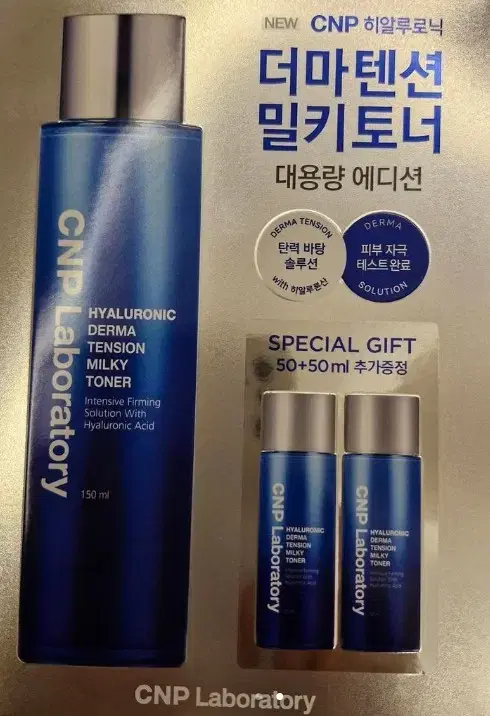 NEW CNP 히알루로닉
더마텐션
밀키토너
대용량 에디션
DERMA TENSION
탄력 바탕
솔루션
with 히알루론산
DERMA
피부 자극
테스트 완료
SOLUTION
CNP Laboratory
HYALURONIC
DERMA
TENSION
MILKY
TONER
Intensive Firming
Solution With
Hyaluronic Acid
150 ml
SPECIAL GIFT
50+50ml 추가증정
CNP Laboratory
HYALURONIC
DERMA
TENSION
MILKY
TONER
CNP Laboratory
HYALURONIC
DERMA
TENSION
MILKY
TONER
CNP Laboratory